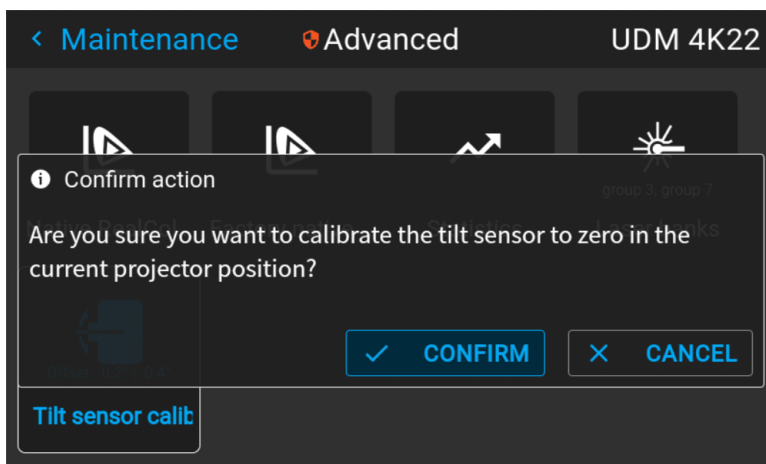 Maintenance
Advanced
UDM 4K22
Confirm action
group 3, group 7
Are you sure you want to calibrate the tilt sensor to zero in the
current projector position?
CONFIRM
CANCEL
Tilt sensor calib